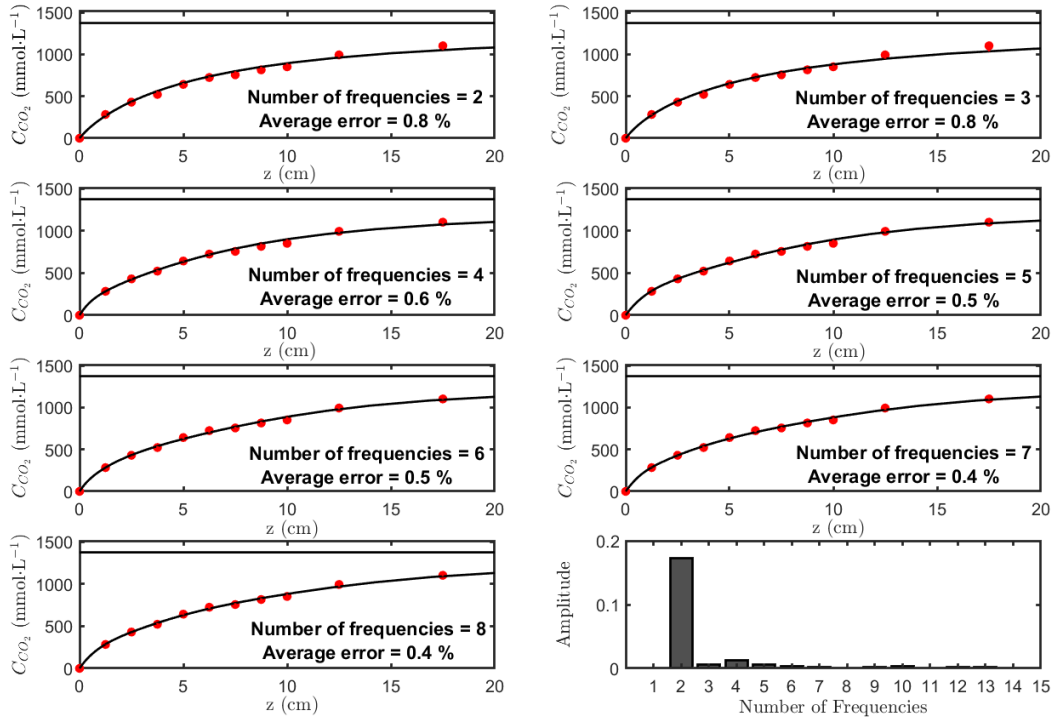 1500
1000
500
0
C_{CO_2} (mmol·L^{-1})
Number of frequencies = 2
Average error = 0.8 %
0 5 10 15 20
z (cm)
1500
1000
500
0
C_{CO_2} (mmol·L^{-1})
Number of frequencies = 3
Average error = 0.8 %
0 5 10 15 20
z (cm)
1500
1000
500
0
C_{CO_2} (mmol·L^{-1})
Number of frequencies = 4
Average error = 0.6 %
0 5 10 15 20
z (cm)
1500
1000
500
0
C_{CO_2} (mmol·L^{-1})
Number of frequencies = 5
Average error = 0.5 %
0 5 10 15 20
z (cm)
1500
1000
500
0
C_{CO_2} (mmol·L^{-1})
Number of frequencies = 6
Average error = 0.5 %
0 5 10 15 20
z (cm)
1500
1000
500
0
C_{CO_2} (mmol·L^{-1})
Number of frequencies = 7
Average error = 0.4 %
0 5 10 15 20
z (cm)
1500
1000
500
0
C_{CO_2} (mmol·L^{-1})
Number of frequencies = 8
Average error = 0.4 %
0 5 10 15 20
z (cm)
0.2
0.1
0
Amplitude
1 2 3 4 5 6 7 8 9 10 11 12 13 14 15
Number of Frequencies